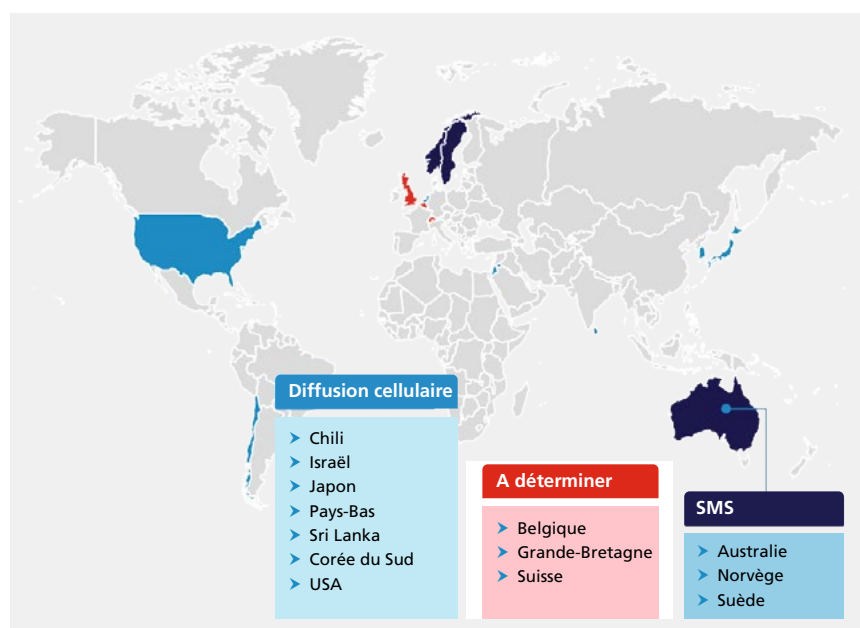 Diffusion cellulaire
Chili
Israël
Japon
Pays-Bas
Sri Lanka
Corée du Sud
USA
A déterminer
Belgique
Grande-Bretagne
Suisse
SMS
Australie
Norvège
Suède